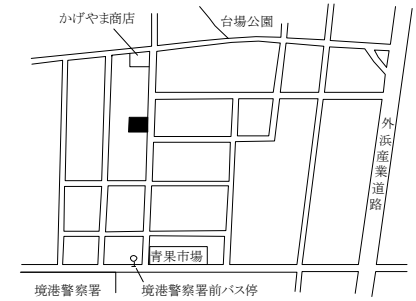 かげやま商店
台場公園
外浜産業道路
青果市場
境港警察署
境港警察署前バス停